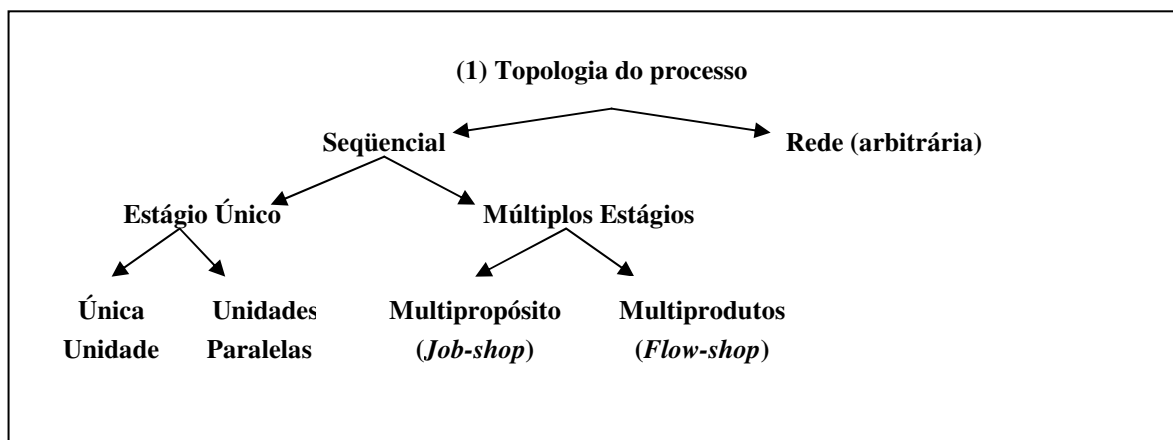 (1) Topologia do processo
Seqüencial Rede (arbitrária)
Estágio Único Múltiplos Estágios
Única Unidades Multipropósito Multiprodutos
Unidade Paralelas (Job-shop) (Flow-shop)